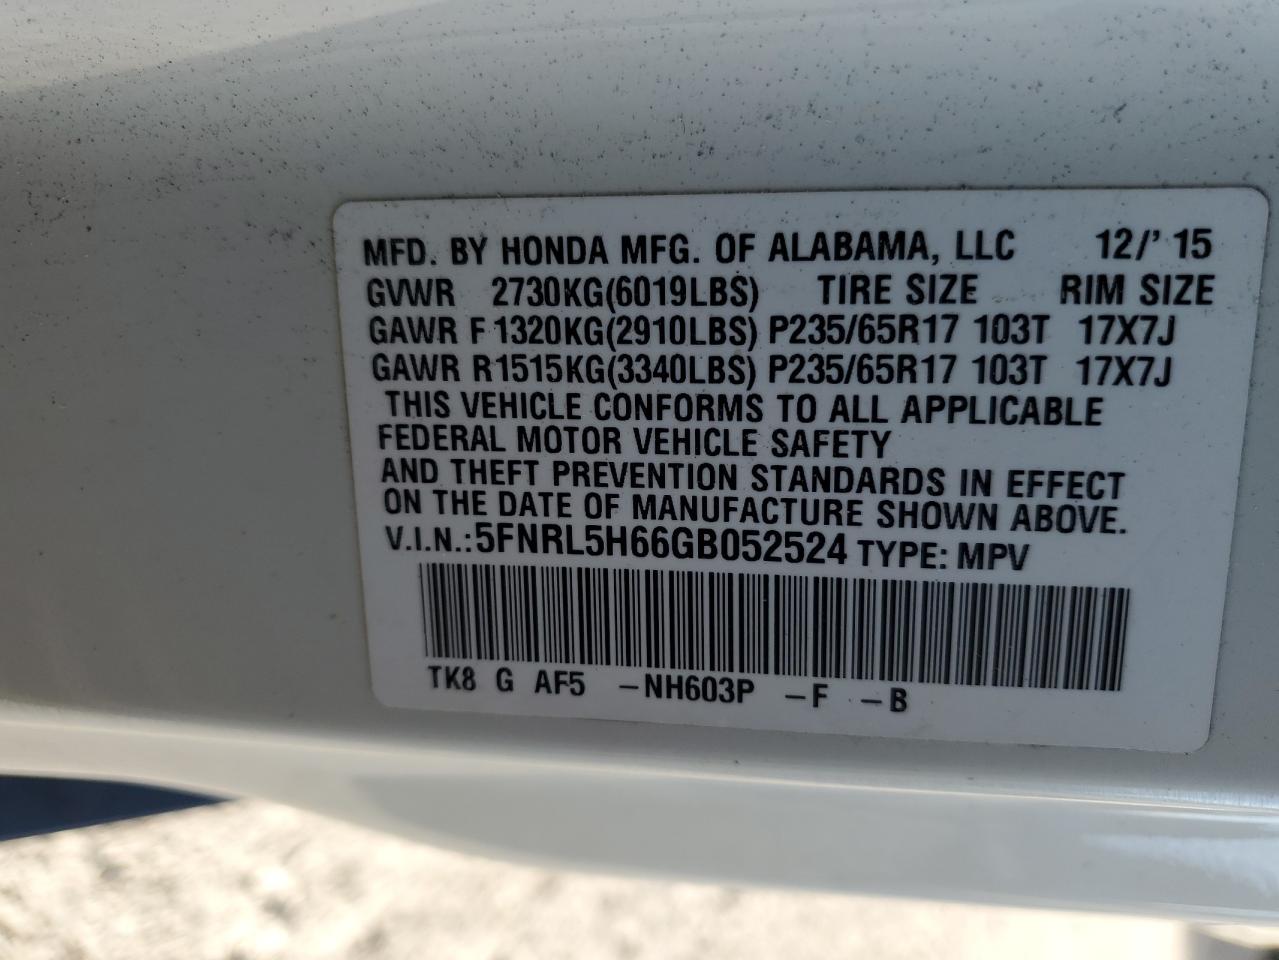 MFD. BY HONDA MFG. OF ALABAMA, LLC 12/' 15
GVWR 2730KG(6019LBS) TIRE SIZE RIM SIZE
GAWR F 1320KG(2910LBS) P235/65R17 103T 17X7J
GAWR R1515KG(3340LBS) P235/65R17 103T 17X7J
THIS VEHICLE CONFORMS TO ALL APPLICABLE
FEDERAL MOTOR VEHICLE SAFETY
AND THEFT PREVENTION STANDARDS IN EFFECT
ON THE DATE OF MANUFACTURE SHOWN ABOVE.
V.I.N.:5FNRL5H66GB052524 TYPE: MPV
TK8 G AF5 -NH603P -F -B